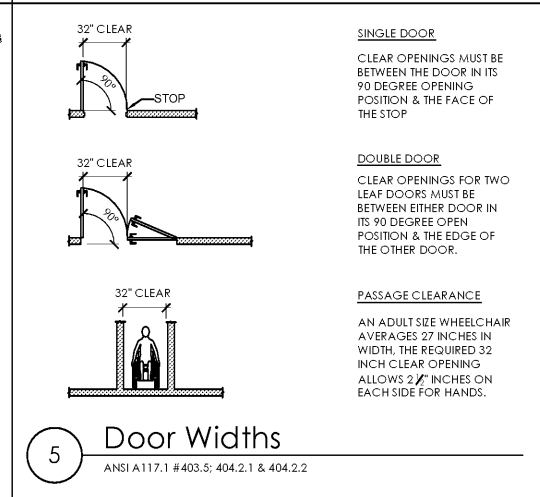 32" CLEAR
90°
STOP
SINGLE DOOR
CLEAR OPENINGS MUST BE
BETWEEN THE DOOR IN ITS
90 DEGREE OPENING
POSITION & THE FACE OF
THE STOP
32" CLEAR
90°
DOUBLE DOOR
CLEAR OPENINGS FOR TWO
LEAF DOORS MUST BE
BETWEEN EITHER DOOR IN
ITS 90 DEGREE OPEN
POSITION & THE EDGE OF
THE OTHER DOOR.
32" CLEAR
PASSAGE CLEARANCE
AN ADULT SIZE WHEELCHAIR
AVERAGES 27 INCHES IN
WIDTH, THE REQUIRED 32
INCH CLEAR OPENING
ALLOWS 2 ½" INCHES ON
EACH SIDE FOR HANDS.
5
Door Widths
ANSI A117.1 #403.5; 404.2.1 & 404.2.2